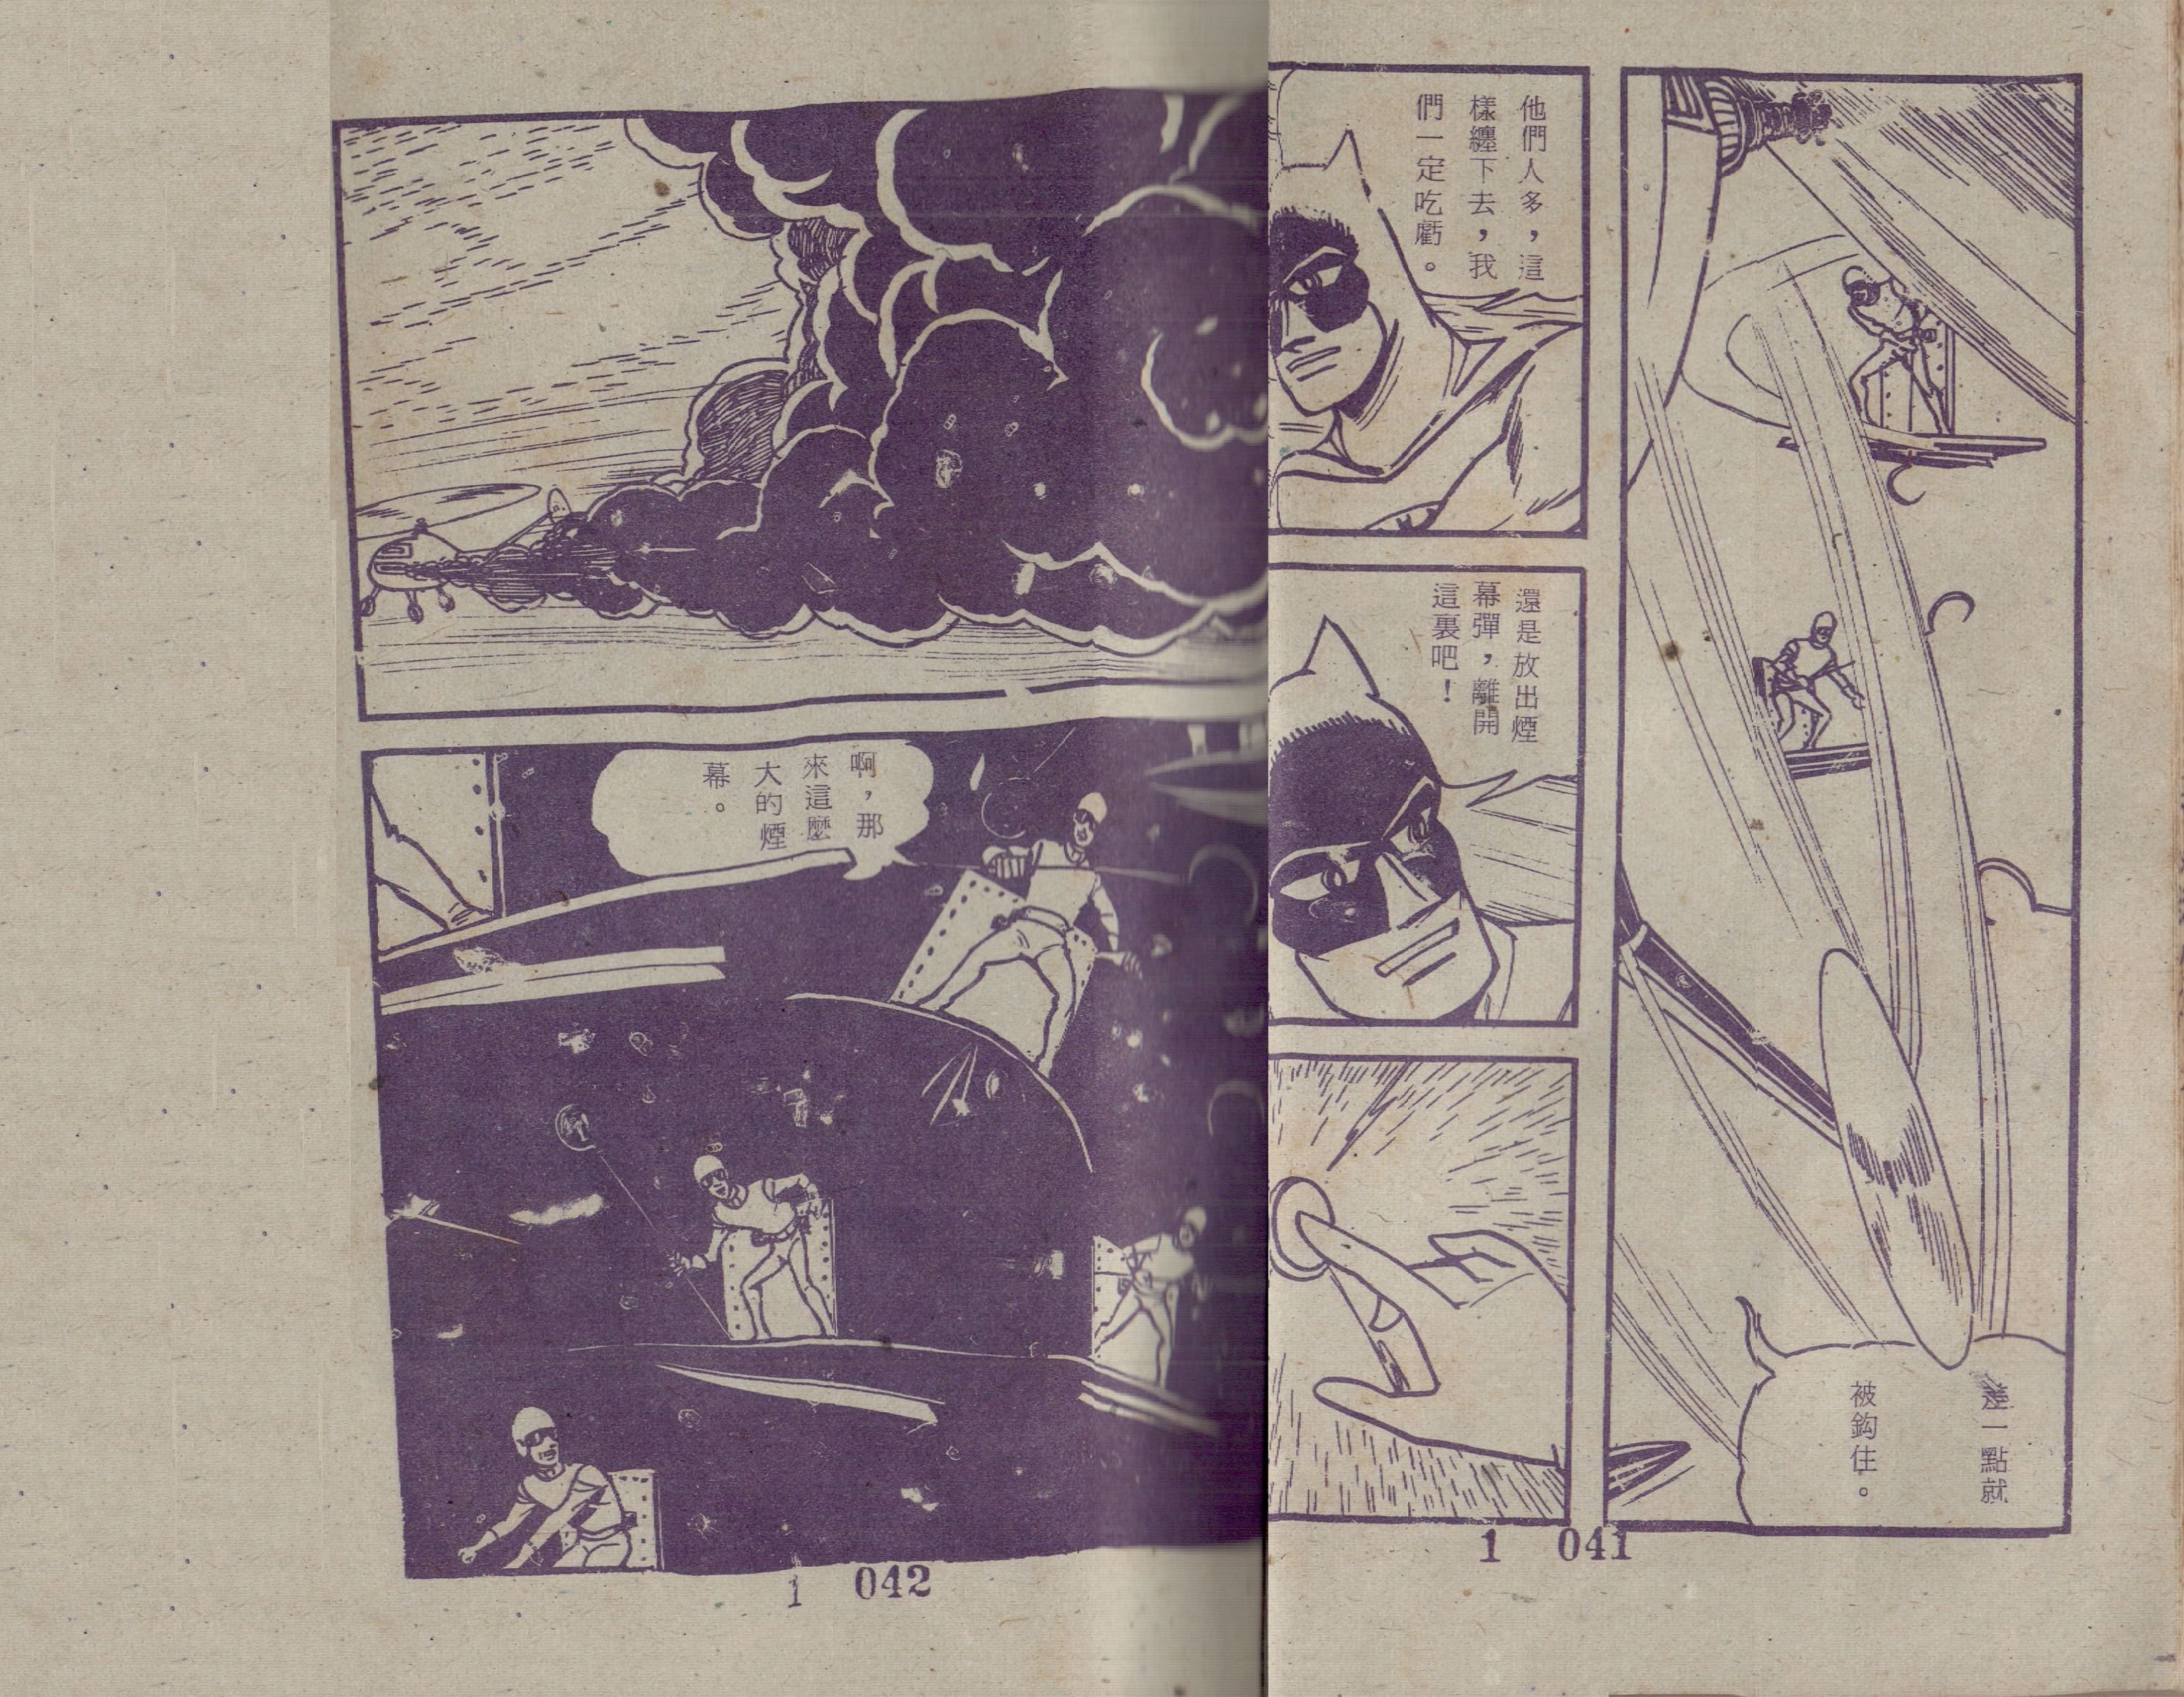 差一點就
被鈎住。
他們人多，這
樣纏下去，我
們一定吃虧。
還是放出煙
幕彈，離開
這裏吧！
1 041
啊，那
來這麼
大的煙
幕。
1 042